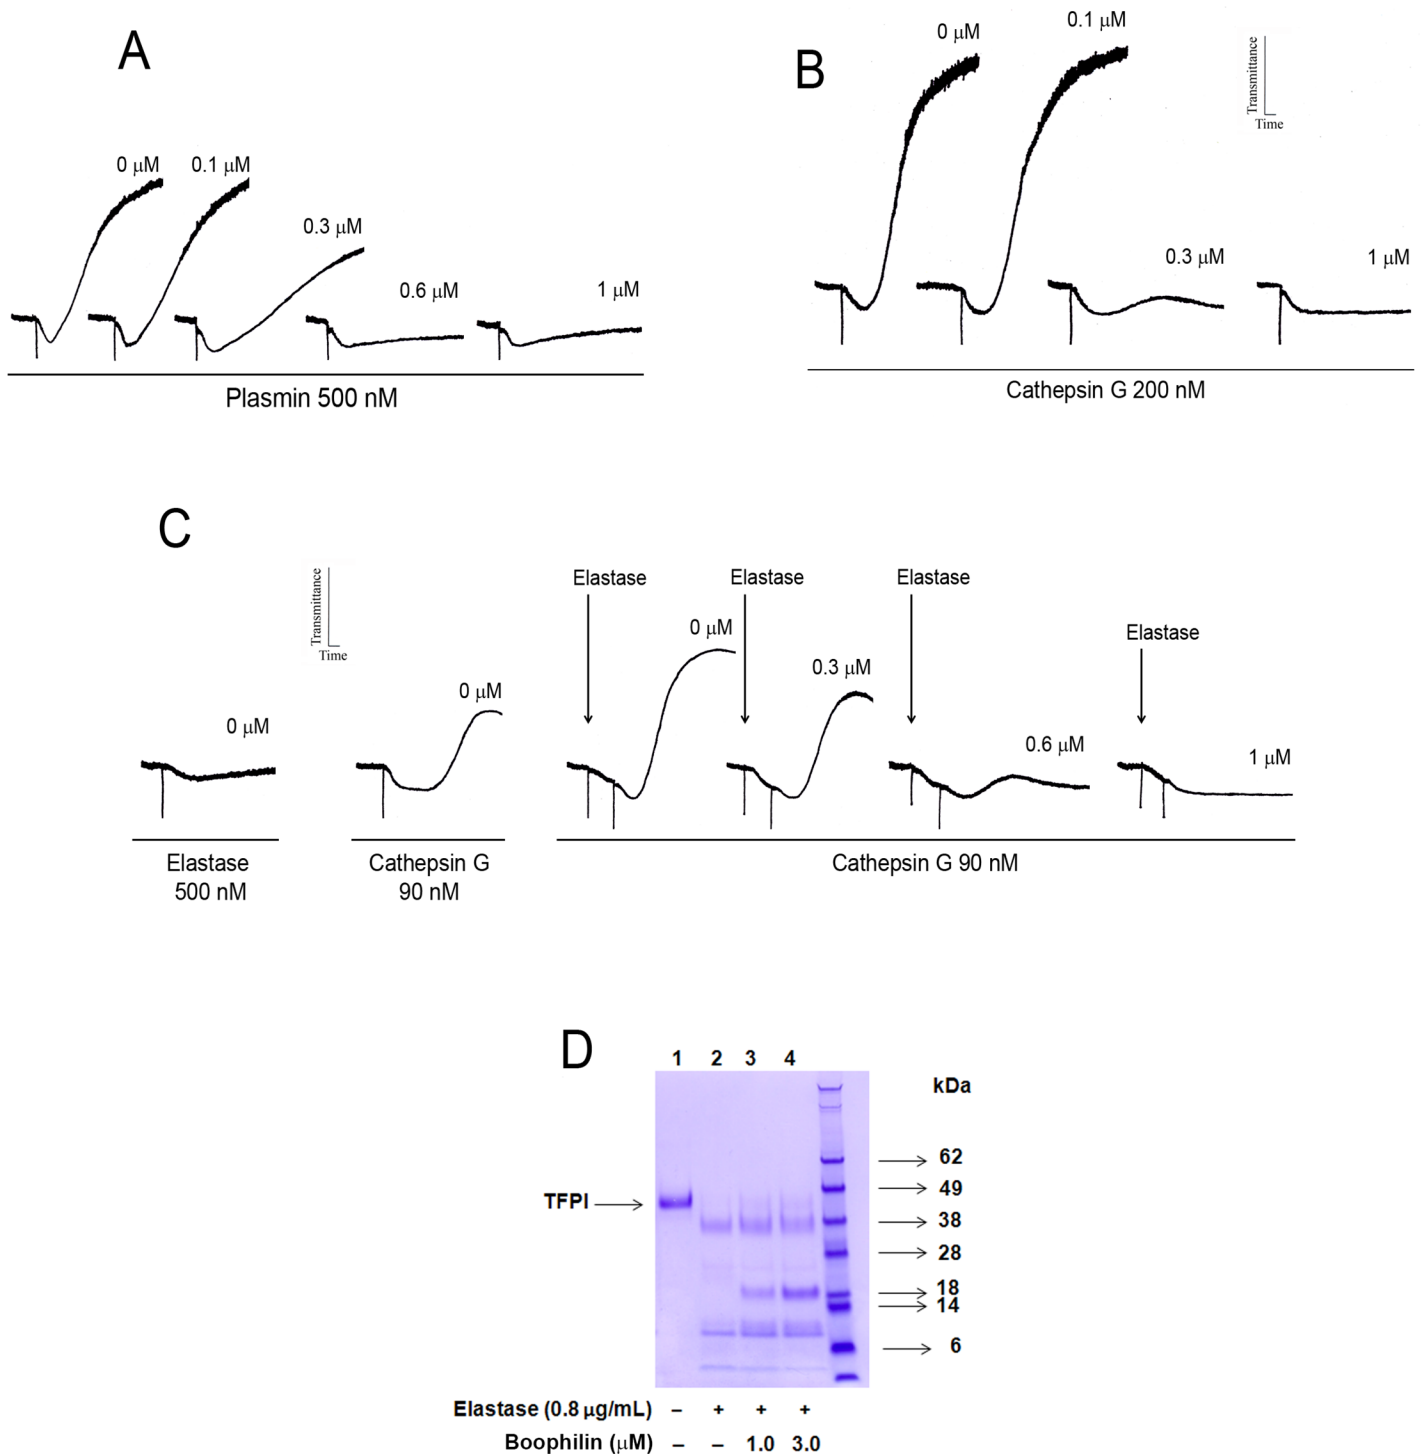 A
0 μM
0.1 μM
0.3 μM
0.6 μM
1 μM
Plasmin 500 nM
B
0 μM
0.1 μM
0.3 μM
1 μM
Transmittance
Time
Cathepsin G 200 nM
C
Transmittance
Time
0 μM
Elastase
500 nM
0 μM
Cathepsin G
90 nM
Elastase
0 μM
Elastase
0.3 μM
Elastase
0.6 μM
Elastase
1 μM
Cathepsin G 90 nM
D
1 2 3 4
kDa
TFPI
62
49
38
28
18
14
6
Elastase (0.8 μg/mL) – + + +
Boophilin (μM) – – 1.0 3.0